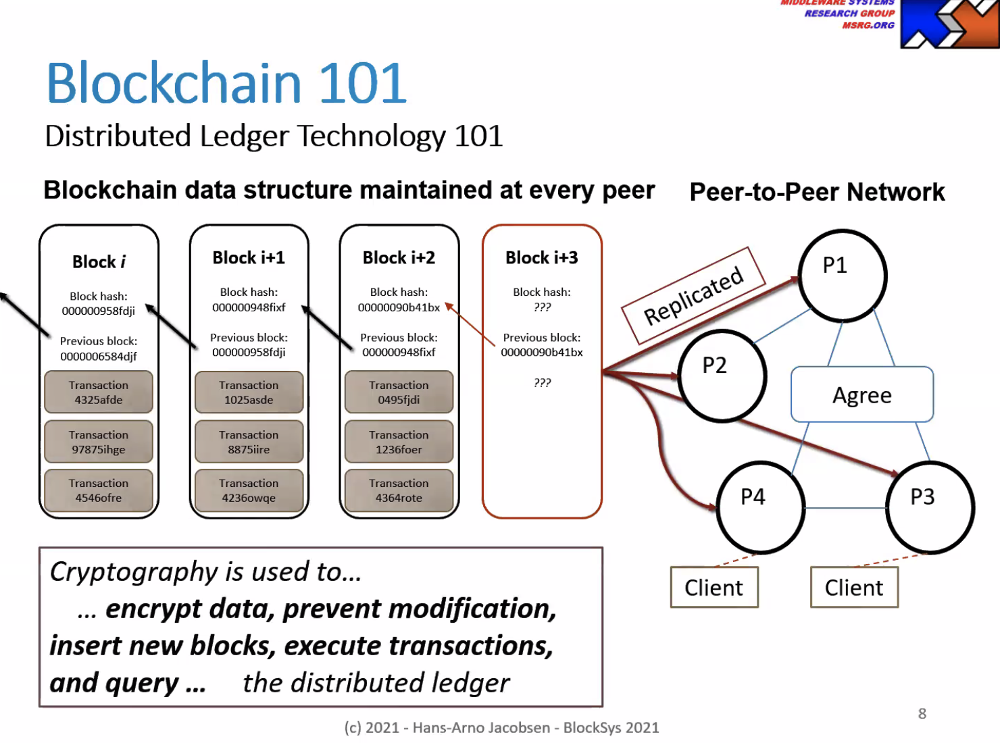 MIDDLEWARE SYSTEMS
RESEARCH GROUP
MSRG.ORG
Blockchain 101
Distributed Ledger Technology 101
Blockchain data structure maintained at every peer
Block i
Block hash:
000000958fdji
Previous block:
0000006584djf
Transaction
4325afde
Transaction
97875ihge
Transaction
4546ofre
Block i+1
Block hash:
000000948fixf
Previous block:
000000958fdji
Transaction
1025asde
Transaction
8875iire
Transaction
4236owqe
Block i+2
Block hash:
00000090b41bx
Previous block:
000000948fixf
Transaction
0495fjdi
Transaction
1236foer
Transaction
4364rote
Block i+3
Block hash:
???
Previous block:
00000090b41bx
???
Peer-to-Peer Network
Replicated
P1
P2
Agree
P4
P3
Client
Client
Cryptography is used to...
... encrypt data, prevent modification,
insert new blocks, execute transactions,
and query ... the distributed ledger
8
(c) 2021 - Hans-Arno Jacobsen - BlockSys 2021